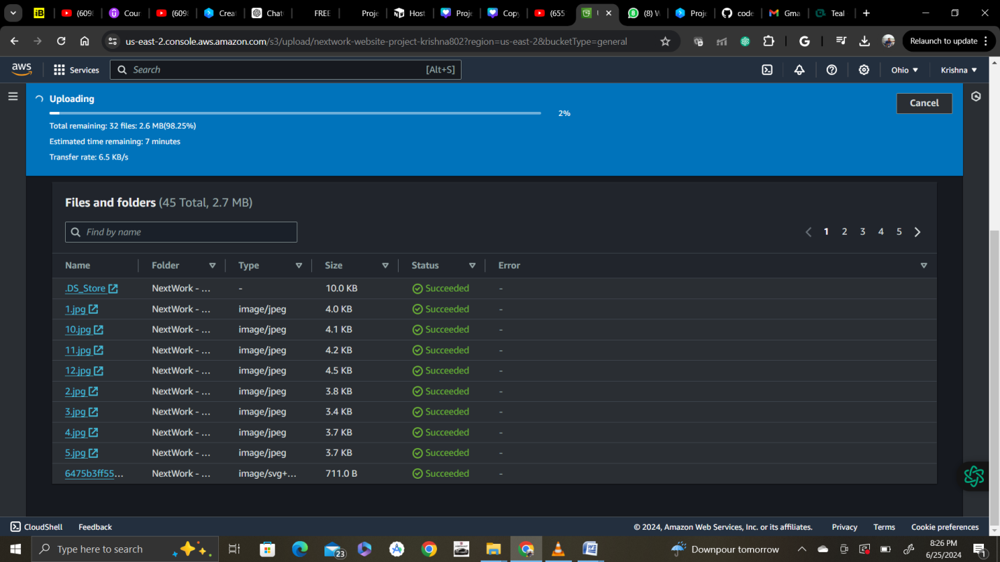 iB
(609
Cour
(609
Creat
Chat
FREE
Proje
Host
Proje
Copy
(655
(8) W
Proje
code
Gma
Teal
us-east-2.console.aws.amazon.com/s3/upload/nextwork-website-project-krishna802?region=us-east-2&bucketType=general
Relaunch to update
aws
Services
Search
[Alt+S]
Ohio
Krishna
Uploading
2%
Cancel
Total remaining: 32 files: 2.6 MB(98.25%)
Estimated time remaining: 7 minutes
Transfer rate: 6.5 KB/s
Files and folders (45 Total, 2.7 MB)
Find by name
1 2 3 4 5
Name Folder Type Size Status Error
.DS_Store NextWork - ... - 10.0 KB Succeeded -
1.jpg NextWork - ... image/jpeg 4.0 KB Succeeded -
10.jpg NextWork - ... image/jpeg 4.1 KB Succeeded -
11.jpg NextWork - ... image/jpeg 4.2 KB Succeeded -
12.jpg NextWork - ... image/jpeg 4.5 KB Succeeded -
2.jpg NextWork - ... image/jpeg 3.8 KB Succeeded -
3.jpg NextWork - ... image/jpeg 3.4 KB Succeeded -
4.jpg NextWork - ... image/jpeg 3.7 KB Succeeded -
5.jpg NextWork - ... image/jpeg 3.7 KB Succeeded -
6475b3ff55... NextWork - ... image/svg+... 711.0 B Succeeded -
CloudShell Feedback © 2024, Amazon Web Services, Inc. or its affiliates. Privacy Terms Cookie preferences
Type here to search
23
Downpour tomorrow
8:26 PM
6/25/2024
1